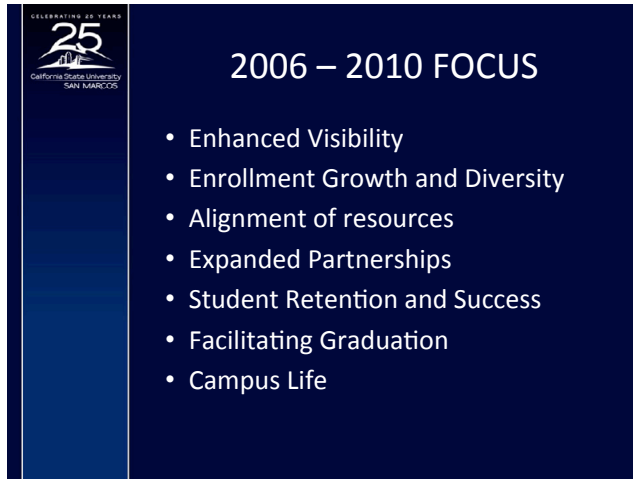 CELEBRATING 25 YEARS
25
California State University
SAN MARCOS
2006 – 2010 FOCUS
• Enhanced Visibility
• Enrollment Growth and Diversity
• Alignment of resources
• Expanded Partnerships
• Student Retention and Success
• Facilitating Graduation
• Campus Life